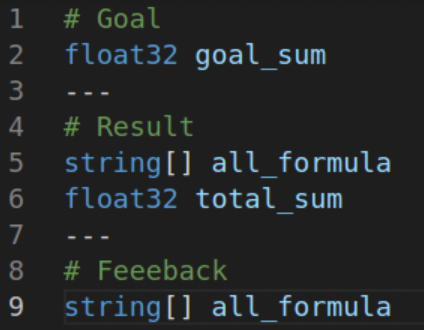 1 # Goal
2 float32 goal_sum
3 ---
4 # Result
5 string[] all_formula
6 float32 total_sum
7 ---
8 # Feeeback
9 string[] all_formula